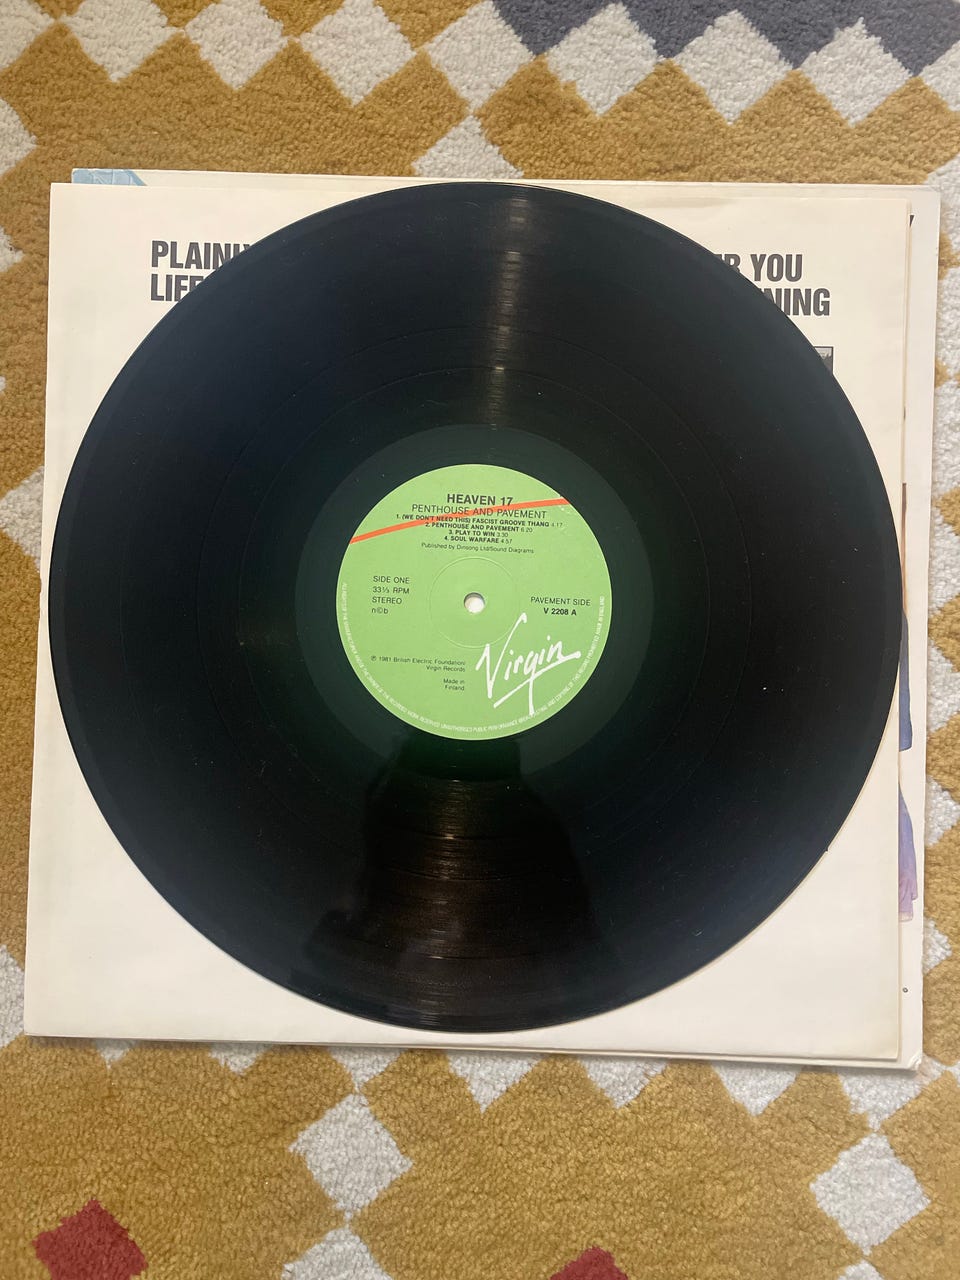 PLAINL
LIFE
R YOU
NING
HEAVEN 17
PENTHOUSE AND PAVEMENT
1. (WE DON'T NEED THIS) FASCIST GROOVE THANG 4.17
2. PENTHOUSE AND PAVEMENT 6.20
3. PLAY TO WIN 3.30
4. SOUL WARFARE 4.57
Published by Dinsong Ltd/Sound Diagrams
SIDE ONE
33⅓ RPM
STEREO
n©b
PAVEMENT SIDE
V 2208 A
℗ 1981 British Electric Foundation/
Virgin Records
Made in
Finland.
Virgin